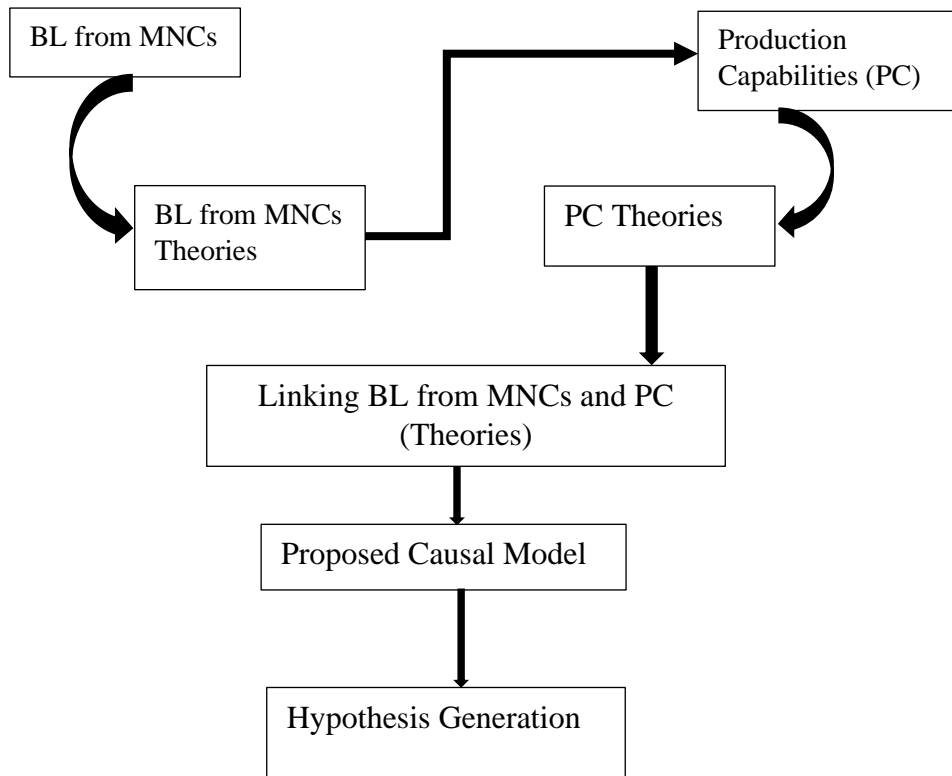 BL from MNCs
Production
Capabilities (PC)
BL from MNCs
Theories
PC Theories
Linking BL from MNCs and PC
(Theories)
Proposed Causal Model
Hypothesis Generation